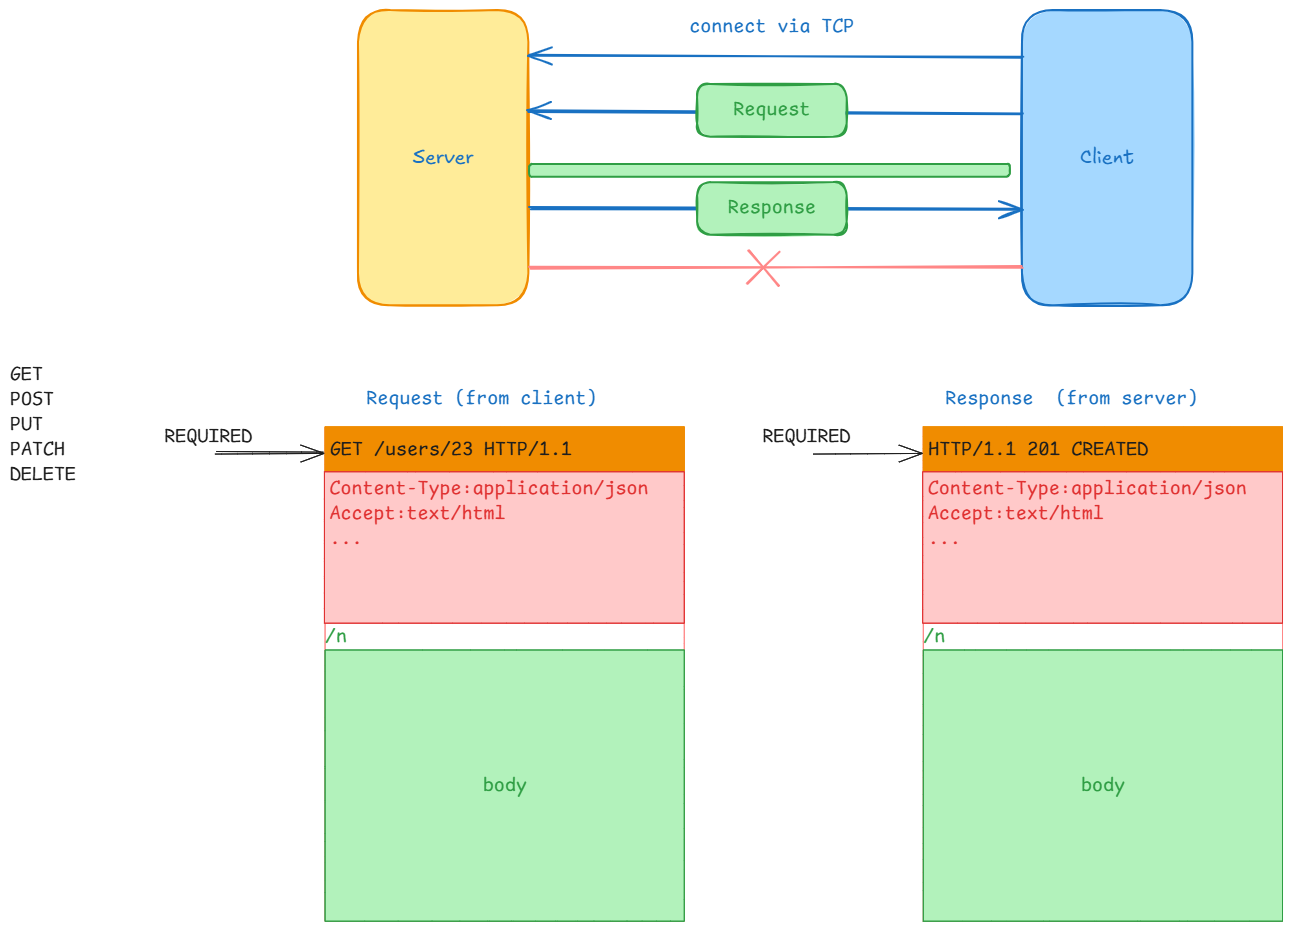 connect via TCP
Request
Server
Client
Response
GET
POST
PUT
PATCH
DELETE
Request (from client)
REQUIRED
GET /users/23 HTTP/1.1
Content-Type:application/json
Accept:text/html
...
/n
body
Response  (from server)
REQUIRED
HTTP/1.1 201 CREATED
Content-Type:application/json
Accept:text/html
...
/n
body